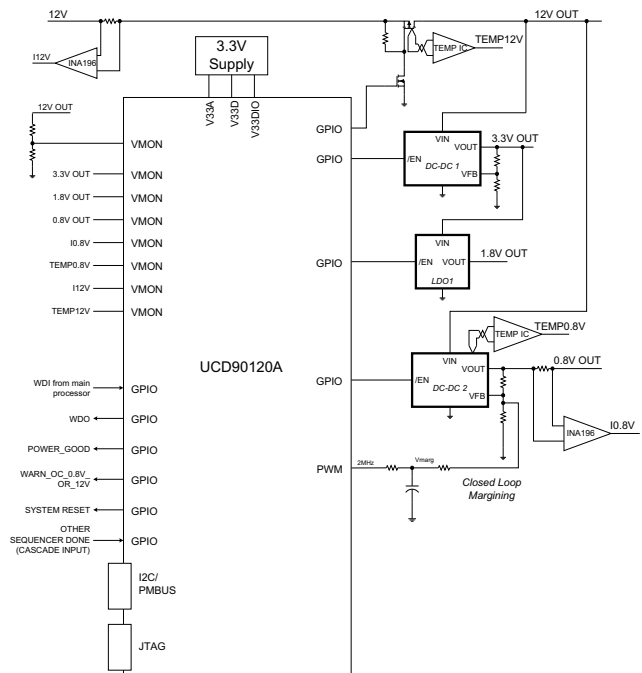 12V
12V OUT
3.3V
Supply
TEMP IC
TEMP12V
I12V
INA196
V33A
V33D
V33DIO
12V OUT
GPIO
VMON
GPIO
VIN
3.3V OUT
VOUT
/EN
DC-DC 1
VFB
3.3V OUT
VMON
1.8V OUT
VMON
0.8V OUT
VMON
I0.8V
VMON
VIN
TEMP0.8V
VMON
GPIO
/EN
VOUT
1.8V OUT
LDO1
I12V
VMON
TEMP12V
VMON
TEMP IC
TEMP0.8V
UCD90120A
VIN
0.8V OUT
VOUT
WDI from main
processor
GPIO
GPIO
/EN
DC-DC 2
VFB
WDO
GPIO
INA196
I0.8V
POWER_GOOD
GPIO
PWM
2MHz
Vmarg
WARN_OC_0.8V_
OR_12V
GPIO
Closed Loop
Margining
SYSTEM RESET
GPIO
OTHER
SEQUENCER DONE
(CASCADE INPUT)
GPIO
I2C/
PMBUS
JTAG